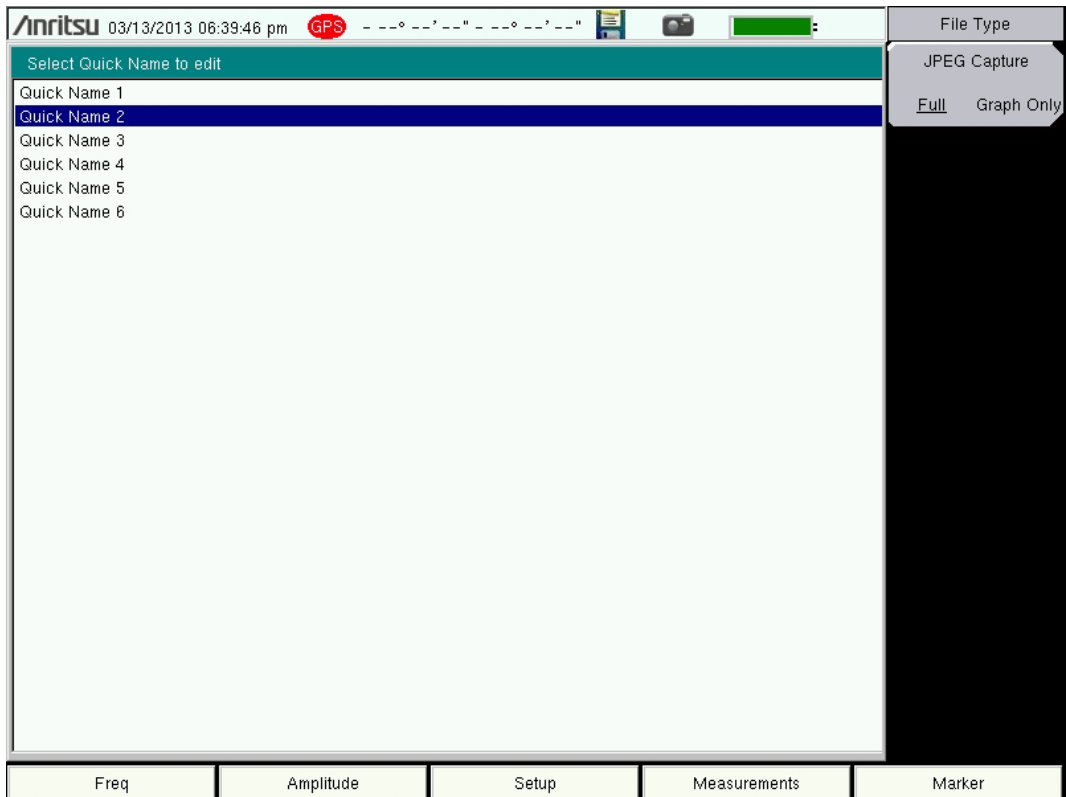 /Inritsu 03/13/2013 06:39:46 pm GPS - --° --'--" - --° --'--"
File Type
Select Quick Name to edit
JPEG Capture
Full Graph Only
Quick Name 1
Quick Name 2
Quick Name 3
Quick Name 4
Quick Name 5
Quick Name 6
Freq Amplitude Setup Measurements Marker